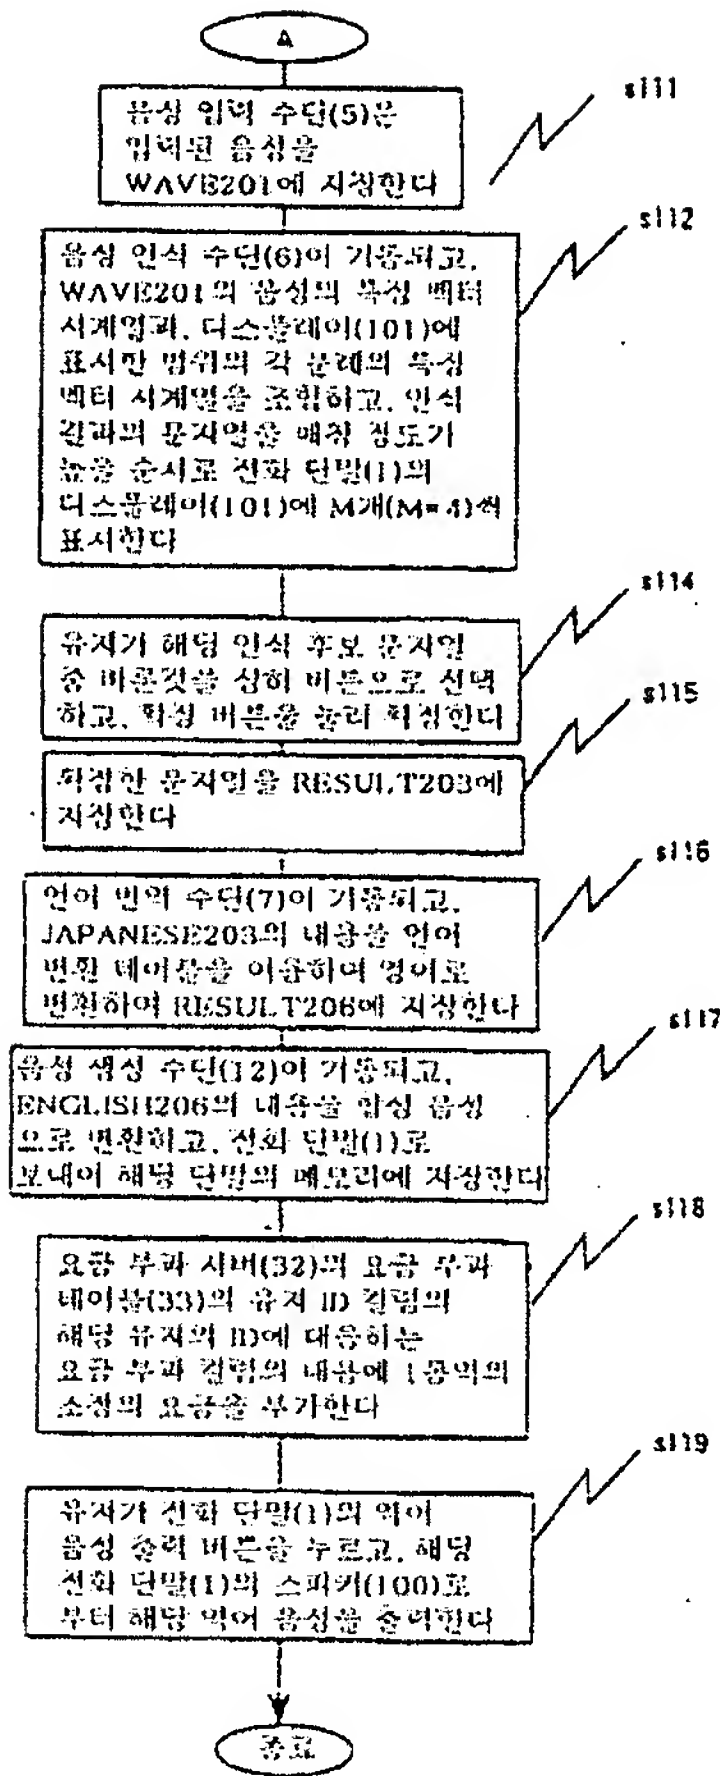 A
음성 입력 수단(5)은
입력된 음성을
WAVE201에 저장한다
s111
음성 인식 수단(6)이 기동되고,
WAVE201의 음성의 특징 벡터
시계열과, 디스플레이(101)에
표시한 범위의 각 문례의 특징
벡터 시계열을 조합하고, 인식
결과의 문자열을 매칭 정도가
높을 순서로 전화 단말(1)의
디스플레이(101)에 M개(M=4)씩
표시한다
s112
유저가 해당 인식 후보 문자열
중 바른것을 상하 버튼으로 선택
하고, 확정 버튼을 눌러 확정한다
s114
확정한 문자열을 RESULT203에
저장한다
s115
언어 번역 수단(7)이 기동되고,
JAPANESE203의 내용을 언어
변환 테이블을 이용하여 영어로
변환하여 RESULT206에 저장한다
s116
음성 생성 수단(12)이 기동되고,
ENGLISH206의 내용을 합성 음성
으로 변환하고, 전화 단말(1)로
보내어 해당 단말의 메모리에 저장한다
s117
요금 부과 서버(32)의 요금 부과
테이블(33)의 유저 ID 컬럼의
해당 유저의 ID에 대응하는
요금 부과 컬럼의 내용에 1통역의
소정의 요금을 부가한다
s118
유저가 전화 단말(1)의 역어
음성 출력 버튼을 누르고, 해당
전화 단말(1)의 스피커(100)로
부터 해당 역어 음성을 출력한다
s119
종료